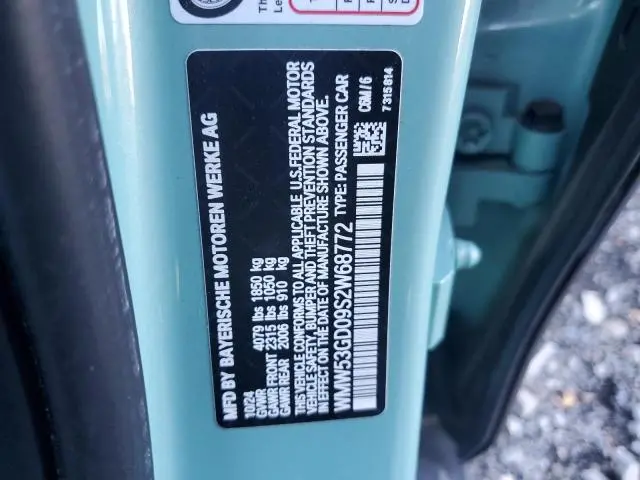 MFD BY BAYERISCHE MOTOREN WERKE AG
10/24
GVWR 4079 lbs 1850 kg
GAWR FRONT 2315 lbs 1050 kg
GAWR REAR 2006 lbs 910 kg
THIS VEHICLE CONFORMS TO ALL APPLICABLE U.S.FEDERAL MOTOR
VEHICLE SAFETY, BUMPER AND THEFT PREVENTION STANDARDS
IN EFFECT ON THE DATE OF MANUFACTURE SHOWN ABOVE.
WMW53GD09S2W68772 TYPE: PASSENGER CAR
C6M/6
7315814